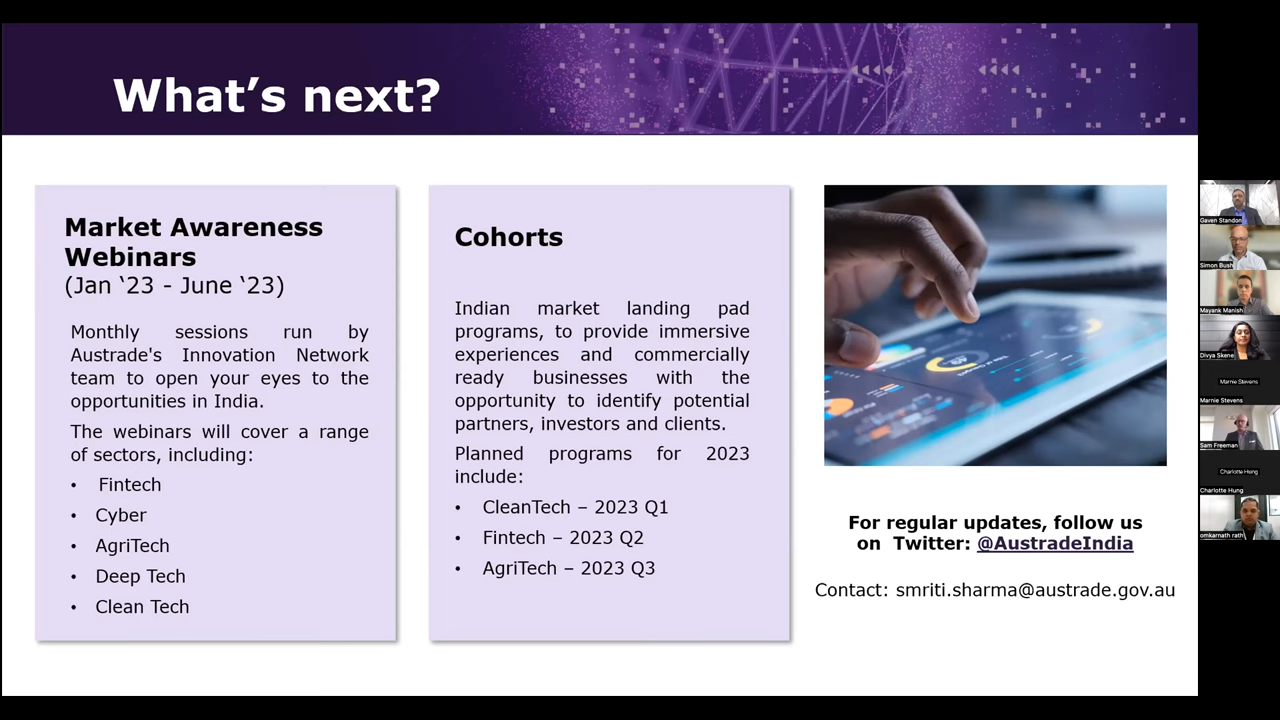 What's next?
Market Awareness
Webinars
(Jan ‘23 - June ‘23)
Monthly sessions run by
Austrade's Innovation Network
team to open your eyes to the
opportunities in India.
The webinars will cover a range
of sectors, including:
• Fintech
• Cyber
• AgriTech
• Deep Tech
• Clean Tech
Cohorts
Indian market landing pad
programs, to provide immersive
experiences and commercially
ready businesses with the
opportunity to identify potential
partners, investors and clients.
Planned programs for 2023
include:
• CleanTech – 2023 Q1
• Fintech – 2023 Q2
• AgriTech – 2023 Q3
For regular updates, follow us
on Twitter: @AustradeIndia
Contact: smriti.sharma@austrade.gov.au
Gaven Standon
Simon Bush
Mayank Manish
Divya Skene
Marnie Stevens
Marnie Stevens
Sam Freeman
Charlotte Hung
Charlotte Hung
omkarnath rath